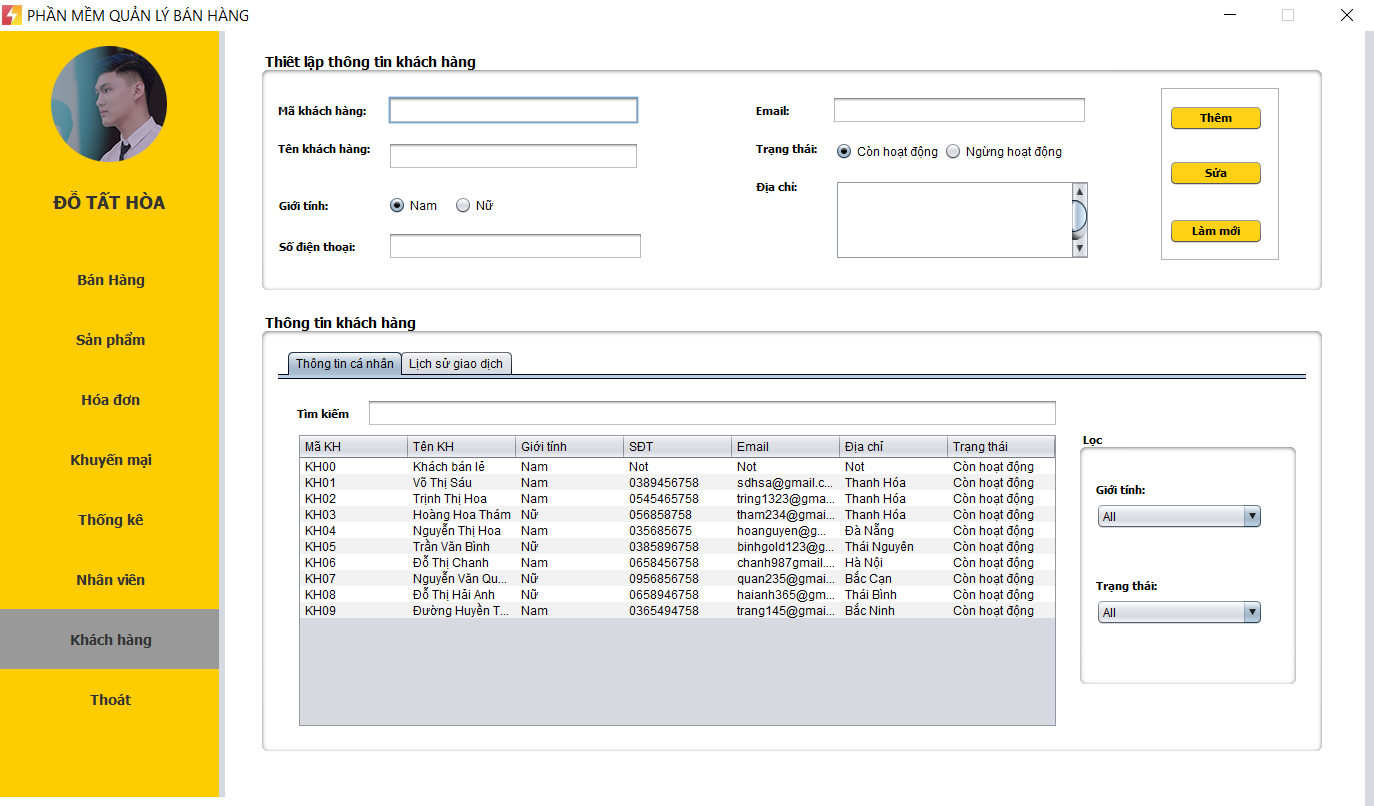 PHẦN MỀM QUẢN LÝ BÁN HÀNG
ĐỖ TẤT HÒA
Bán Hàng
Sản phẩm
Hóa đơn
Khuyến mại
Thống kê
Nhân viên
Khách hàng
Thoát
Thiêt lập thông tin khách hàng
Mã khách hàng:
Tên khách hàng:
Giới tính: Nam Nữ
Số điện thoại:
Email:
Trạng thái: Còn hoạt động Ngừng hoạt động
Địa chỉ:
Thêm
Sửa
Làm mới
Thông tin khách hàng
Thông tin cá nhân Lịch sử giao dịch
Tìm kiếm
Mã KH Tên KH Giới tính SĐT Email Địa chỉ Trạng thái
KH00 Khách bán lẻ Nam Not Not Not Còn hoạt động
KH01 Võ Thị Sáu Nam 0389456758 sdhsa@gmail.c... Thanh Hóa Còn hoạt động
KH02 Trịnh Thị Hoa Nam 0545465758 tring1323@gma... Thanh Hóa Còn hoạt động
KH03 Hoàng Hoa Thám Nữ 056858758 tham234@gmai... Thanh Hóa Còn hoạt động
KH04 Nguyễn Thị Hoa Nam 035685675 hoanguyen@g... Đà Nẵng Còn hoạt động
KH05 Trần Văn Bình Nữ 0385896758 binhgold123@g... Thái Nguyên Còn hoạt động
KH06 Đỗ Thị Chanh Nam 0658456758 chanh987gmail.... Hà Nội Còn hoạt động
KH07 Nguyễn Văn Qu... Nữ 0956856758 quan235@gmai... Bắc Cạn Còn hoạt động
KH08 Đỗ Thị Hải Anh Nữ 0658946758 haianh365@gm... Thái Bình Còn hoạt động
KH09 Đường Huyền T... Nam 0365494758 trang145@gmai... Bắc Ninh Còn hoạt động
Lọc
Giới tính:
All
Trạng thái:
All